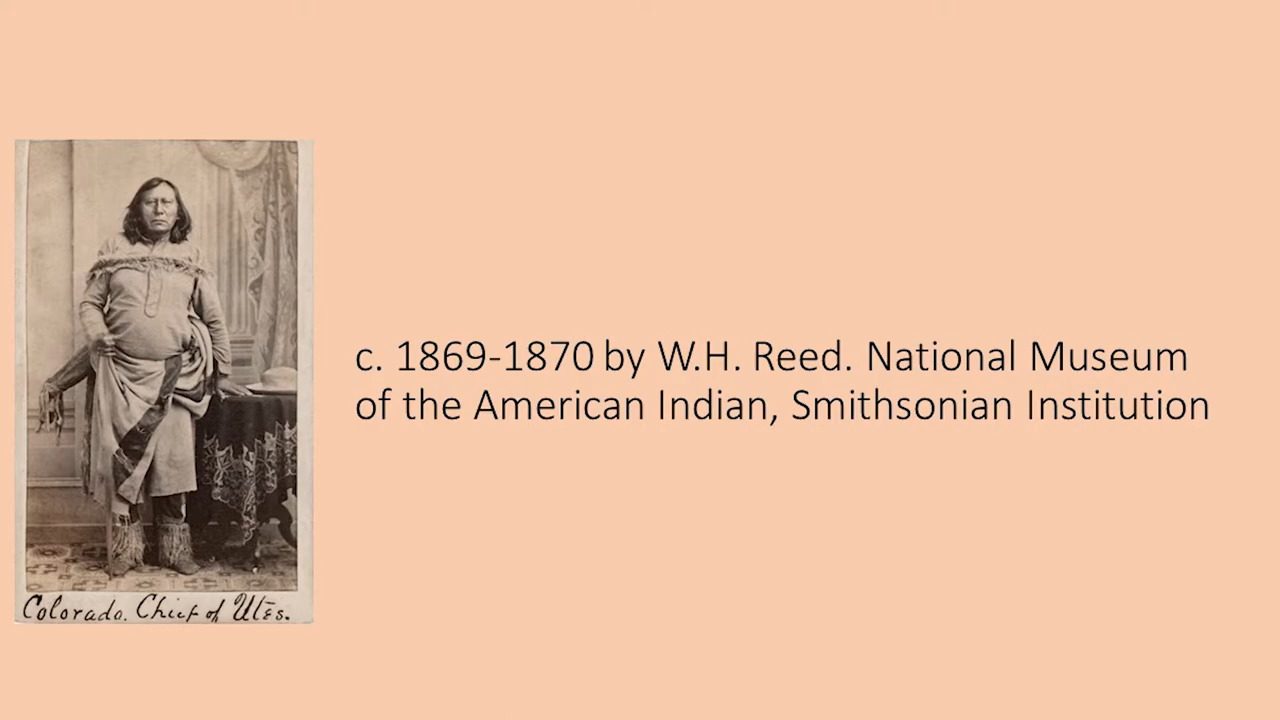 c. 1869-1870 by W.H. Reed. National Museum
of the American Indian, Smithsonian Institution
Colorado. Chief of Utes.